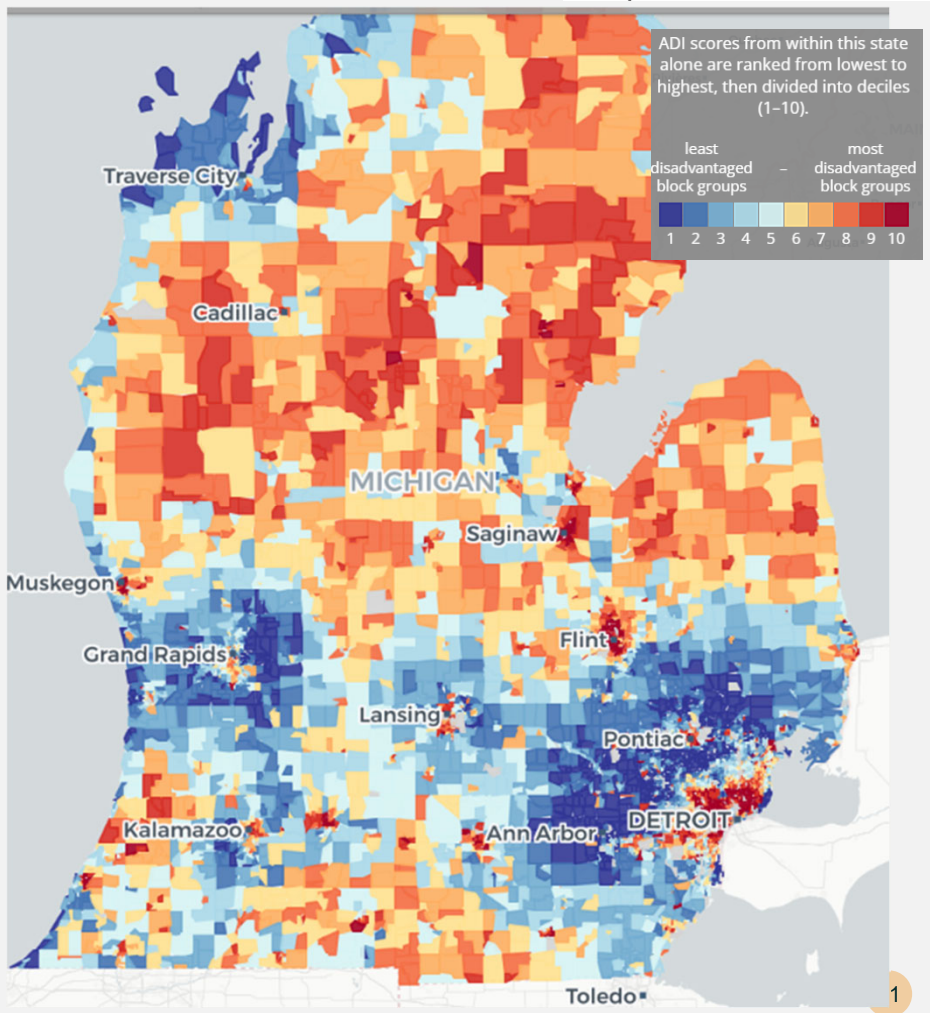 ADI scores from within this state
alone are ranked from lowest to
highest, then divided into deciles
(1–10).
least
disadvantaged
block groups
–
most
disadvantaged
block groups
1 2 3 4 5 6 7 8 9 10
Traverse City
Cadillac
MICHIGAN
Saginaw
Muskegon
Flint
Grand Rapids
Lansing
Pontiac
Kalamazoo
Ann Arbor
DETROIT
Toledo
1